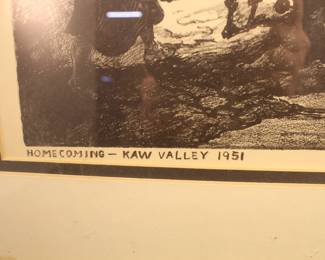 HOMECOMING — KAW VALLEY 1951